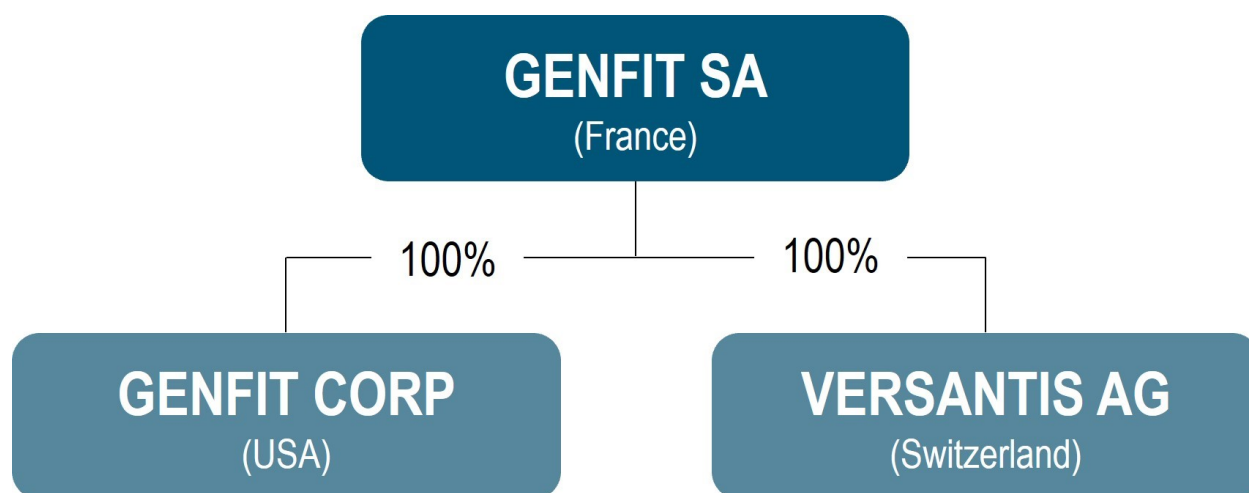 GENFIT SA
(France)
100%
100%
GENFIT CORP
(USA)
VERSANTIS AG
(Switzerland)